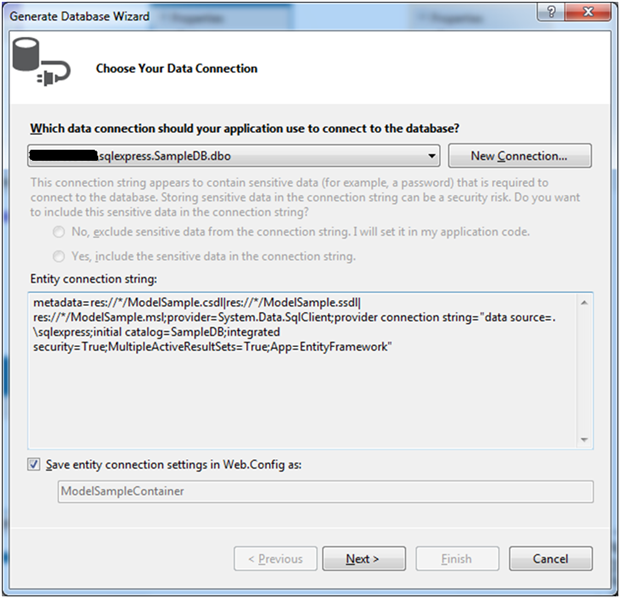 Generate Database Wizard
Properties
Properties
Choose Your Data Connection
Which data connection should your application use to connect to the database?
\sqlexpress.SampleDB.dbo
New Connection...
This connection string appears to contain sensitive data (for example, a password) that is required to
connect to the database. Storing sensitive data in the connection string can be a security risk. Do you want
to include this sensitive data in the connection string?
No, exclude sensitive data from the connection string. I will set it in my application code.
Yes, include the sensitive data in the connection string.
Entity connection string:
metadata=res://*/ModelSample.csdl|res://*/ModelSample.ssdl|
res://*/ModelSample.msl;provider=System.Data.SqlClient;provider connection string="data source=.
\sqlexpress;initial catalog=SampleDB;integrated
security=True;MultipleActiveResultSets=True;App=EntityFramework"
Save entity connection settings in Web.Config as:
ModelSampleContainer
< Previous
Next >
Finish
Cancel